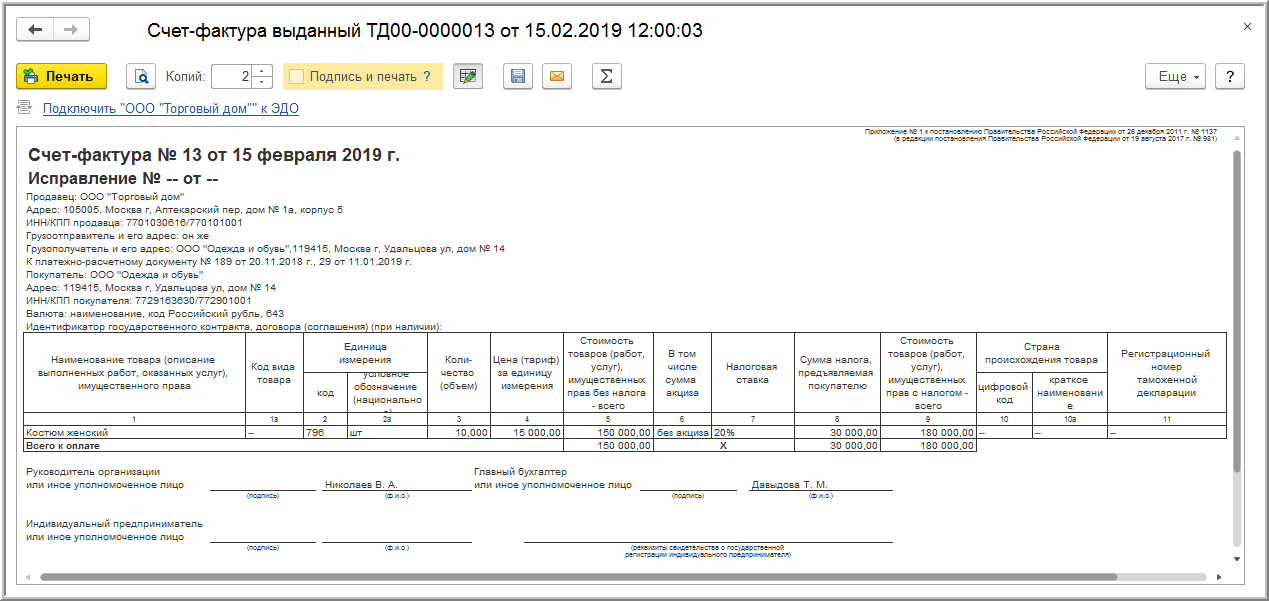 Счет-фактура выданный ТД00-0000013 от 15.02.2019 12:00:03
Печать Копий: 2 Подпись и печать ? Σ Еще ?
Подключить "ООО "Торговый дом"" к ЭДО
Приложение № 1 к постановлению Правительства Российской Федерации от 26 декабря 2011 г. № 1137
(в редакции постановления Правительства Российской Федерации от 19 августа 2017 г. № 981)
Счет-фактура № 13 от 15 февраля 2019 г.
Исправление № -- от --
Продавец: ООО "Торговый дом"
Адрес: 105005, Москва г, Аптекарский пер, дом № 1а, корпус 5
ИНН/КПП продавца: 7701030616/770101001
Грузоотправитель и его адрес: он же
Грузополучатель и его адрес: ООО "Одежда и обувь",119415, Москва г, Удальцова ул, дом № 14
К платежно-расчетному документу № 189 от 20.11.2018 г., 29 от 11.01.2019 г.
Покупатель: ООО "Одежда и обувь"
Адрес: 119415, Москва г, Удальцова ул, дом № 14
ИНН/КПП покупателя: 7729163630/772901001
Валюта: наименование, код Российский рубль, 643
Идентификатор государственного контракта, договора (соглашения) (при наличии):
Наименование товара (описание
выполненных работ, оказанных услуг),
имущественного права
Код вида
товара
Единица
измерения
код
условное
обозначение
(национально
Коли-
чество
(объем)
Цена (тариф)
за единицу
измерения
Стоимость
товаров (работ,
услуг),
имущественных
прав без налога
- всего
В том
числе
сумма
акциза
Налоговая
ставка
Сумма налога,
предъявляемая
покупателю
Стоимость
товаров (работ,
услуг),
имущественных
прав с налогом -
всего
Страна
происхождения товара
цифровой
код
краткое
наименовани
е
Регистрационный
номер
таможенной
декларации
1 1а 2 2а 3 4 5 6 7 8 9 10 10а 11
Костюм женский -- 796 шт 10,000 15 000,00 150 000,00 без акциза 20% 30 000,00 180 000,00 -- -- --
Всего к оплате 150 000,00 Х 30 000,00 180 000,00
Руководитель организации
или иное уполномоченное лицо
Николаев В. А.
(подпись) (ф.и.о.)
Главный бухгалтер
или иное уполномоченное лицо
Давыдова Т. М.
(подпись) (ф.и.о.)
Индивидуальный предприниматель
или иное уполномоченное лицо
(подпись) (ф.и.о.)
(реквизиты свидетельства о государственной
регистрации индивидуального предпринимателя)